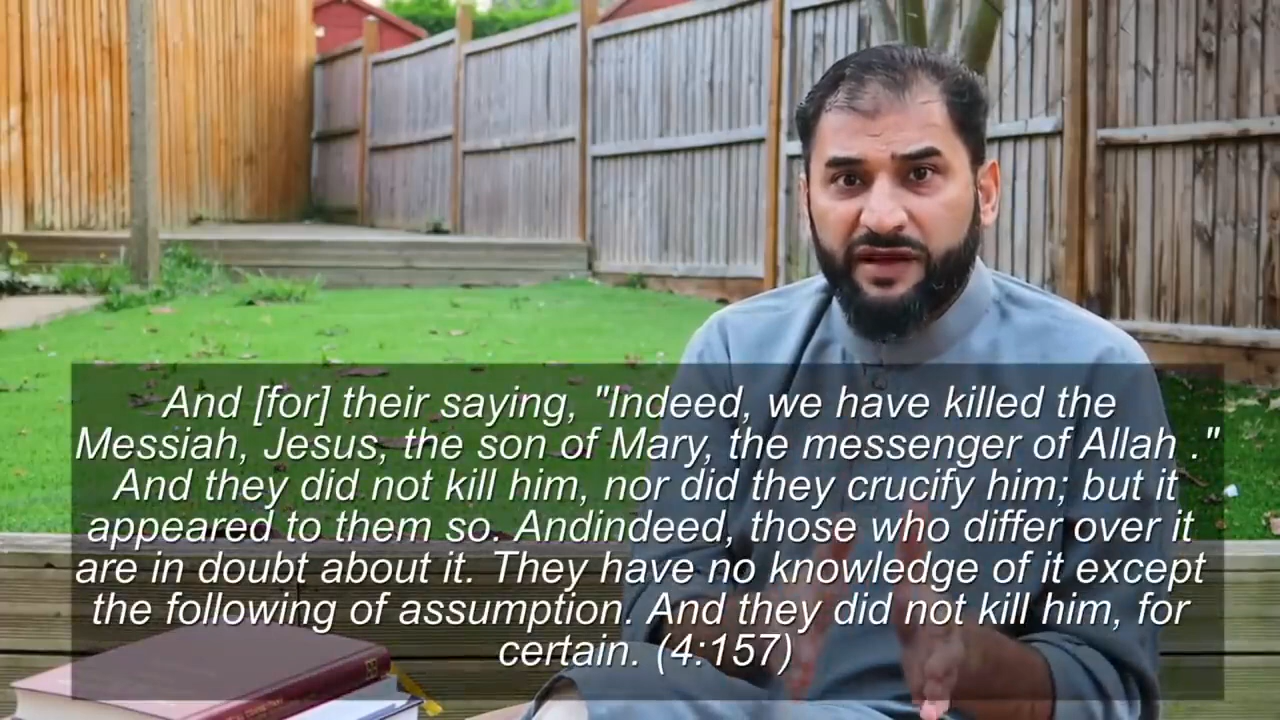 And [for] their saying, "Indeed, we have killed the
Messiah, Jesus, the son of Mary, the messenger of Allah ."
And they did not kill him, nor did they crucify him; but it
appeared to them so. Andindeed, those who differ over it
are in doubt about it. They have no knowledge of it except
the following of assumption. And they did not kill him, for
certain. (4:157)